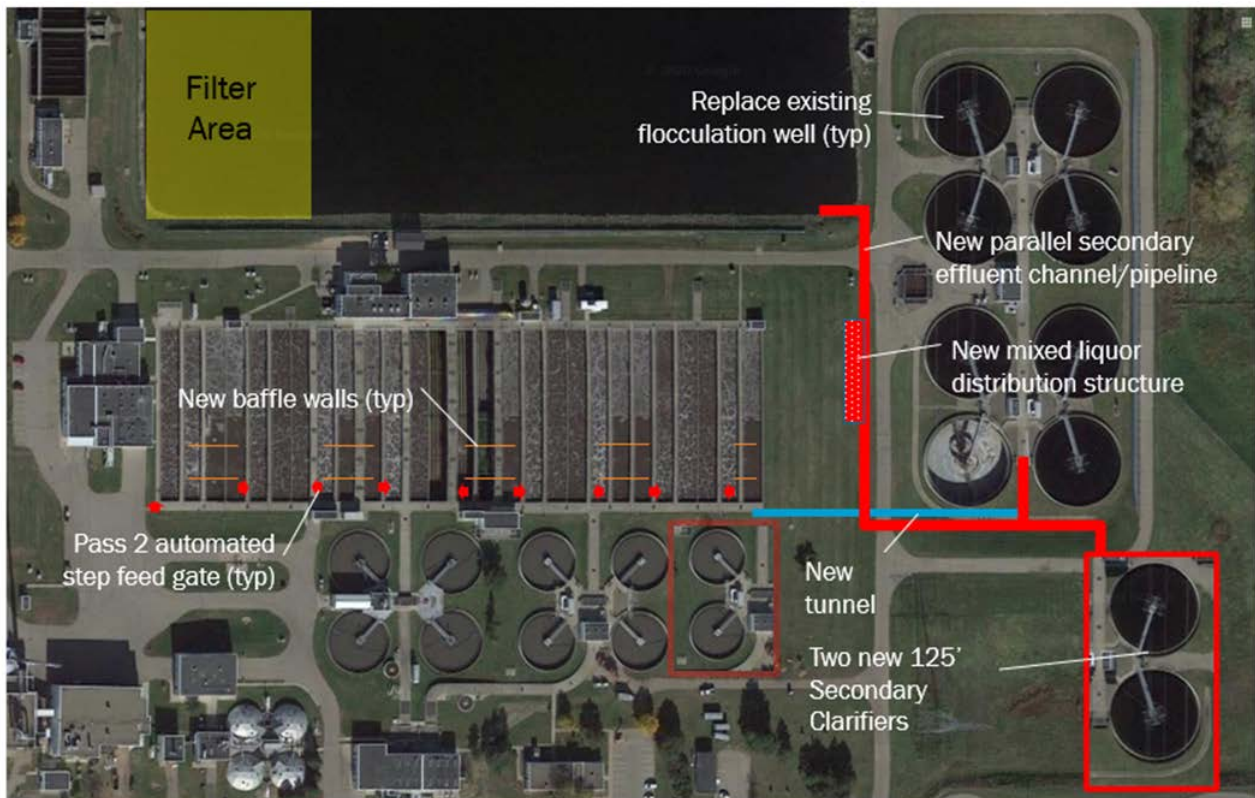 Filter
Area
Replace existing
flocculation well (typ)
New parallel secondary
effluent channel/pipeline
New mixed liquor
distribution structure
New baffle walls (typ)
Pass 2 automated
step feed gate (typ)
New
tunnel
Two new 125'
Secondary
Clarifiers